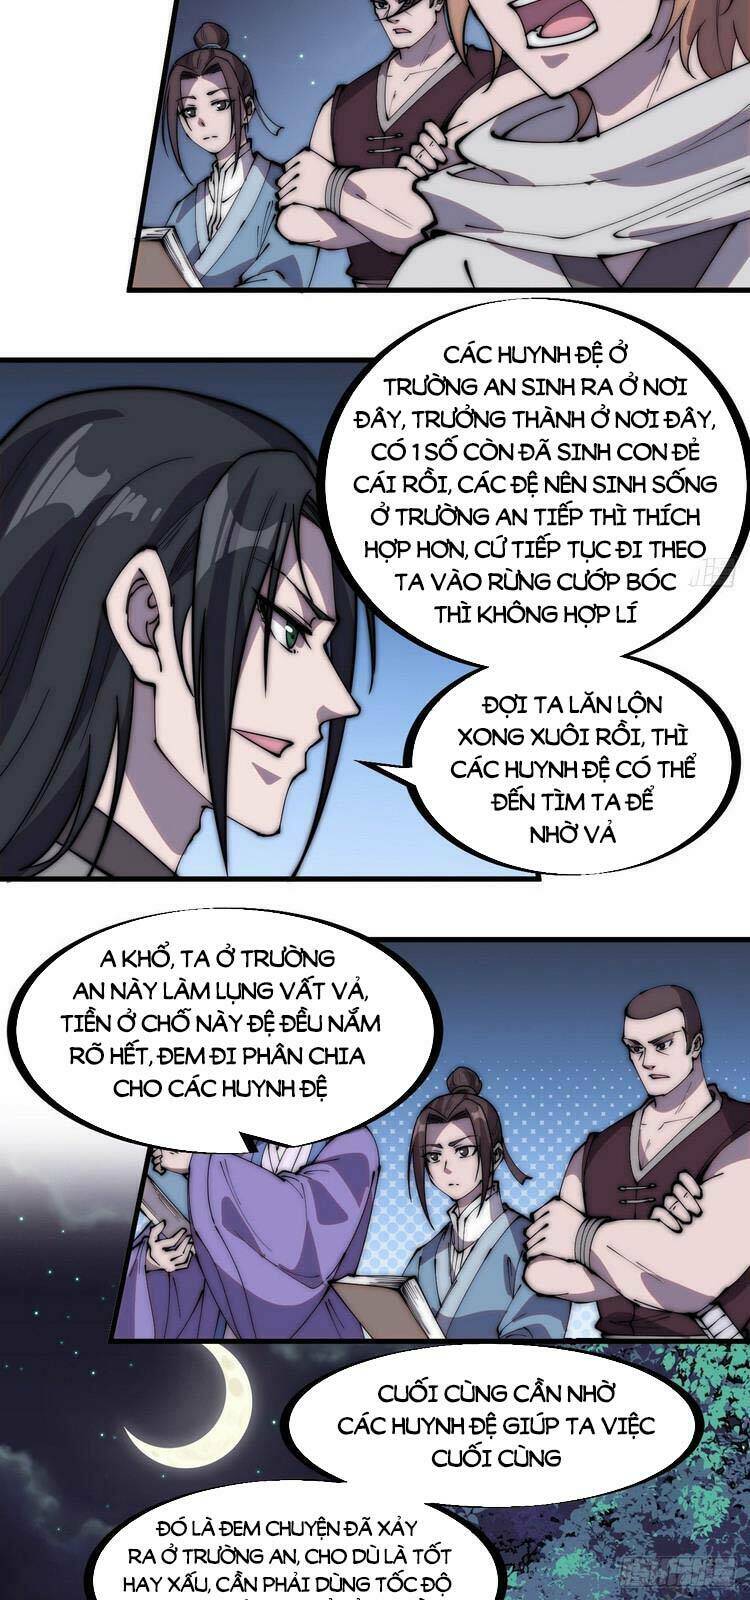 CÁC HUYNH ĐỆ Ở
TRƯỜNG AN SINH RA Ở NƠI
ĐÂY, TRƯỞNG THÀNH Ở NƠI ĐÂY,
CÓ 1 SỐ CÒN ĐÃ SINH CON ĐẺ
CÁI RỒI, CÁC ĐỆ NÊN SINH SỐNG
Ở TRƯỜNG AN TIẾP THÌ THÍCH
HỢP HƠN, CỨ TIẾP TỤC ĐI THEO
TA VÀO RỪNG CƯỚP BÓC
THÌ KHÔNG HỢP LÍ
ĐỢI TA LĂN LỘN
XONG XUÔI RỒI, THÌ
CÁC HUYNH ĐỆ CÓ THỂ
ĐẾN TÌM TA ĐỂ
NHỜ VẢ
A KHỔ, TA Ở TRƯỜNG
AN NÀY LÀM LỤNG VẤT VẢ,
TIỀN Ở CHỖ NÀY ĐỆ ĐỀU NẮM
RÕ HẾT, ĐEM ĐI PHÂN CHIA
CHO CÁC HUYNH ĐỆ
CUỐI CÙNG CẦN NHỜ
CÁC HUYNH ĐỆ GIÚP TA VIỆC
CUỐI CÙNG
ĐÓ LÀ ĐEM CHUYỆN ĐÃ XẢY
RA Ở TRƯỜNG AN, CHO DÙ LÀ TỐT
HAY XẤU, CẦN PHẢI DÙNG TỐC ĐỘ